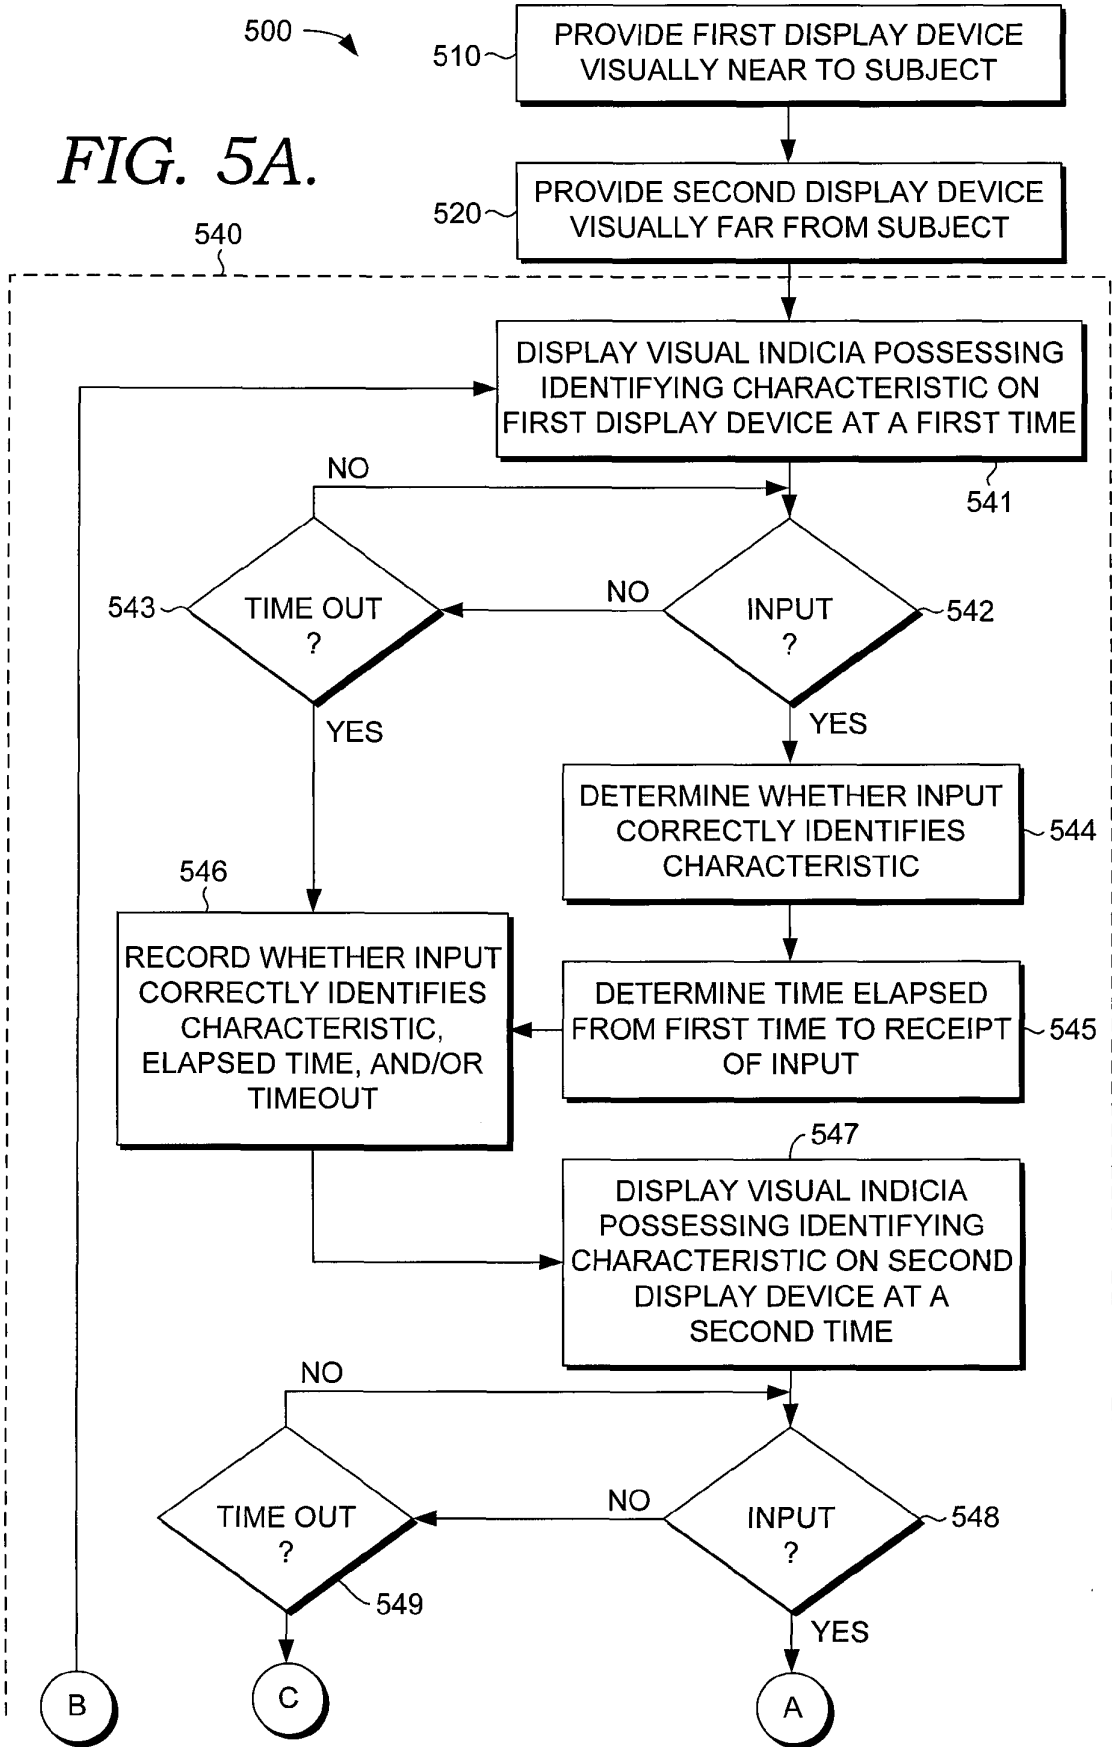 500
510
PROVIDE FIRST DISPLAY DEVICE
VISUALLY NEAR TO SUBJECT
FIG. 5A.
520
PROVIDE SECOND DISPLAY DEVICE
VISUALLY FAR FROM SUBJECT
540
DISPLAY VISUAL INDICIA POSSESSING
IDENTIFYING CHARACTERISTIC ON
FIRST DISPLAY DEVICE AT A FIRST TIME
541
NO
543
TIME OUT
?
NO
INPUT
?
542
YES
YES
DETERMINE WHETHER INPUT
CORRECTLY IDENTIFIES
CHARACTERISTIC
544
546
RECORD WHETHER INPUT
CORRECTLY IDENTIFIES
CHARACTERISTIC,
ELAPSED TIME, AND/OR
TIMEOUT
DETERMINE TIME ELAPSED
FROM FIRST TIME TO RECEIPT
OF INPUT
545
547
DISPLAY VISUAL INDICIA
POSSESSING IDENTIFYING
CHARACTERISTIC ON SECOND
DISPLAY DEVICE AT A
SECOND TIME
NO
TIME OUT
?
NO
INPUT
?
548
549
YES
B
C
A